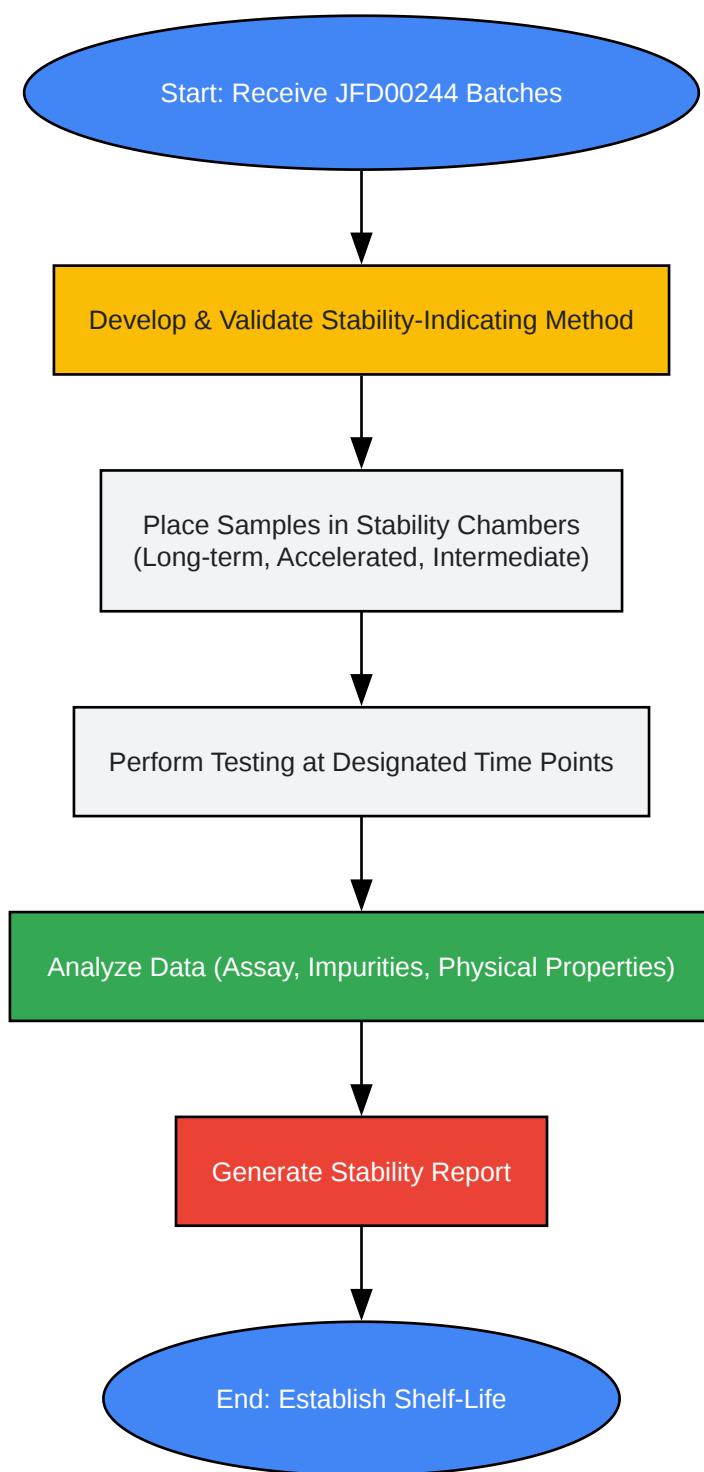 Start: Receive JFD00244 Batches
Develop & Validate Stability-Indicating Method
Place Samples in Stability Chambers
(Long-term, Accelerated, Intermediate)
Perform Testing at Designated Time Points
Analyze Data (Assay, Impurities, Physical Properties)
Generate Stability Report
End: Establish Shelf-Life